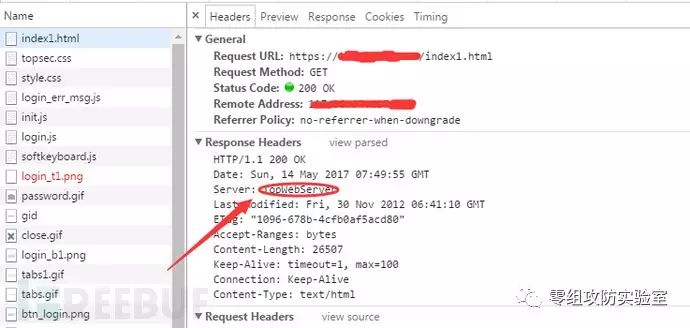 Headers Preview Response Cookies Timing
index1.html
topsec.css
style.css
login_err_msg.js
init.js
login.js
softkeyboard.js
login_t1.png
password.gif
gid
close.gif
login_b1.png
tabs1.gif
tabs.gif
btn_login.png
▼ General
Request URL: https:// /index1.html
Request Method: GET
Status Code: 200 OK
Remote Address:
Referrer Policy: no-referrer-when-downgrade
▼ Response Headers view parsed
HTTP/1.1 200 OK
Date: Sun, 14 May 2017 07:49:55 GMT
Server: TopWebServer
Last-Modified: Fri, 30 Nov 2012 06:41:10 GMT
ETag: "1096-678b-4cfb0af5acd80"
Accept-Ranges: bytes
Content-Length: 26507
Keep-Alive: timeout=1, max=100
Connection: Keep-Alive
Content-Type: text/html
▼ Request Headers view source
FREEBUF
零组攻防实验室